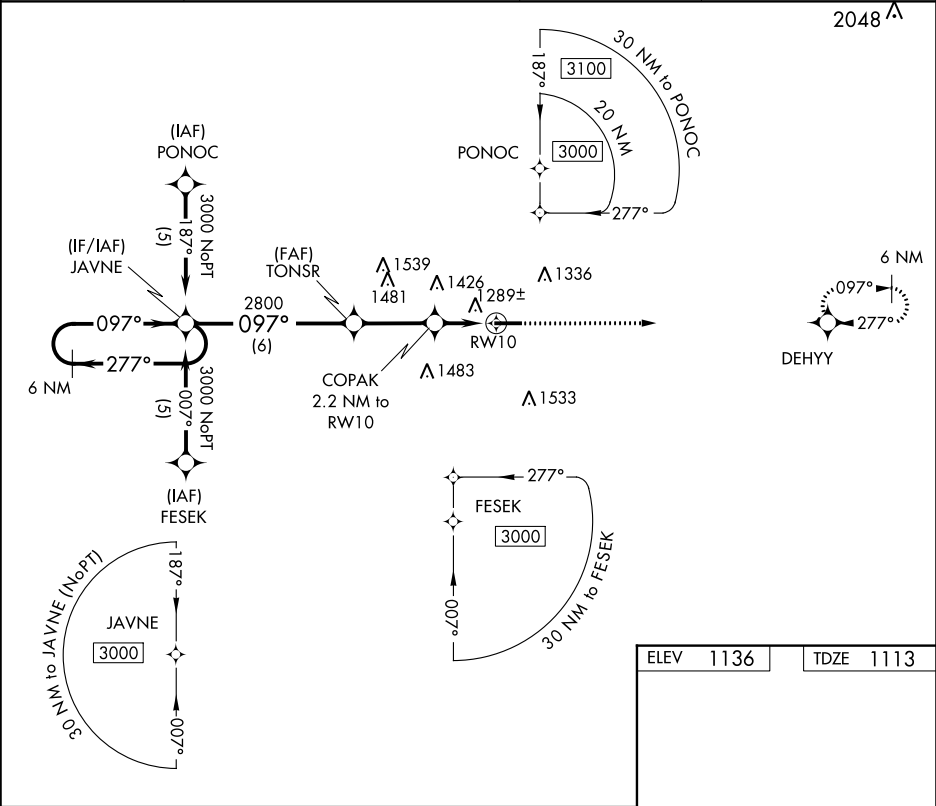 2048
30 NM to PONOC
187°
3100
20 NM
PONOC
3000
277°
(IAF)
PONOC
3000 NoPT
187°
(5)
(IF/IAF)
JAVNE
(FAF)
TONSR
1539
1481
1426
1336
1289±
6 NM
097°
277°
DEHYY
097°
2800
097°
(6)
RW10
277°
6 NM
COPAK
2.2 NM to
RW10
1483
1533
3000 NoPT
007°
(5)
(IAF)
FESEK
277°
FESEK
3000
007°
30 NM to FESEK
30 NM to JAVNE (NoPT)
187°
JAVNE
3000
007°
ELEV 1136
TDZE 1113